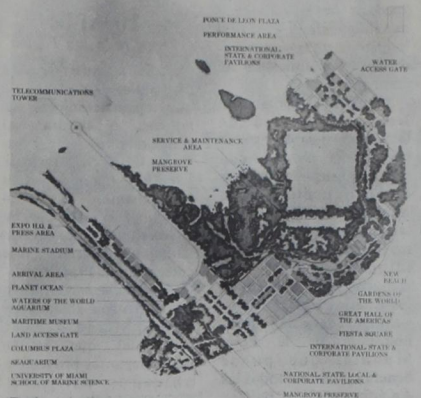 PONCE DE LEON PLAZA
PERFORMANCE AREA
INTERNATIONAL,
STATE & CORPORATE
PAVILIONS
WATER
ACCESS GATE
TELECOMMUNICATIONS
TOWER
SERVICE & MAINTENANCE
AREA
MANGROVE
PRESERVE
EXPO HALL &
PRESS AREA
MARINE STADIUM
ARRIVAL AREA
PLANET OCEAN
WATERS OF THE WORLD
AQUARIUM
MARITIME MUSEUM
LAND ACCESS GATE
COLUMBUS PLAZA
SEAQUARIUM
UNIVERSITY OF MIAMI
SCHOOL OF MARINE SCIENCE
NEW
BEACH
GARDENS OF
THE WORLD
GREAT HALL OF
THE AMERICAS
FIESTA SQUARE
INTERNATIONAL, STATE &
CORPORATE PAVILIONS
NATIONAL, STATE, LOCAL &
CORPORATE PAVILIONS
MANGROVE PRESERVE